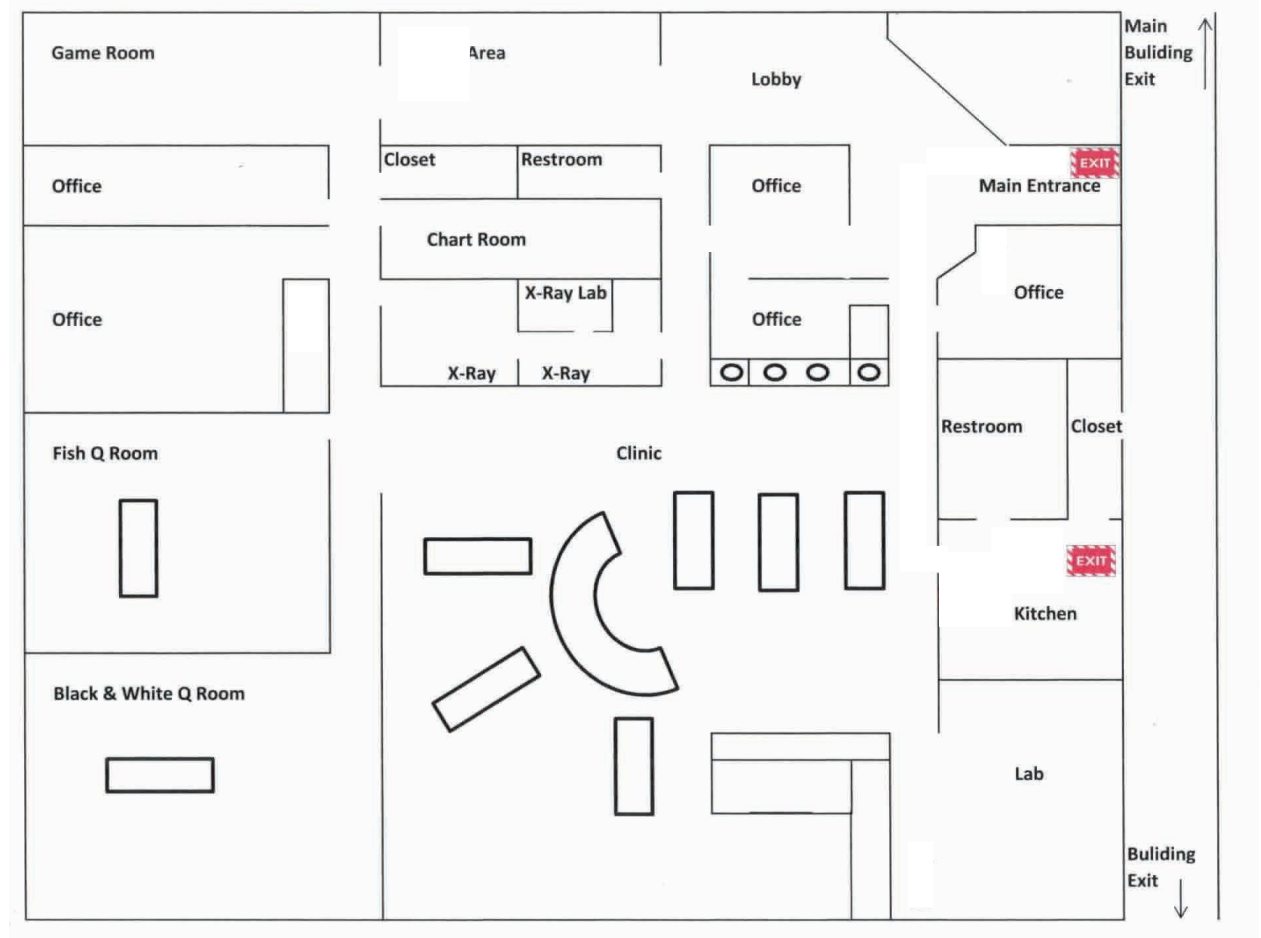 Game Room
Area
Lobby
Main
Buliding
Exit
Closet
Restroom
EXIT
Office
Office
Main Entrance
Chart Room
X-Ray Lab
Office
Office
Office
X-Ray
X-Ray
Restroom
Closet
Fish Q Room
Clinic
EXIT
Kitchen
Black & White Q Room
Lab
Buliding
Exit